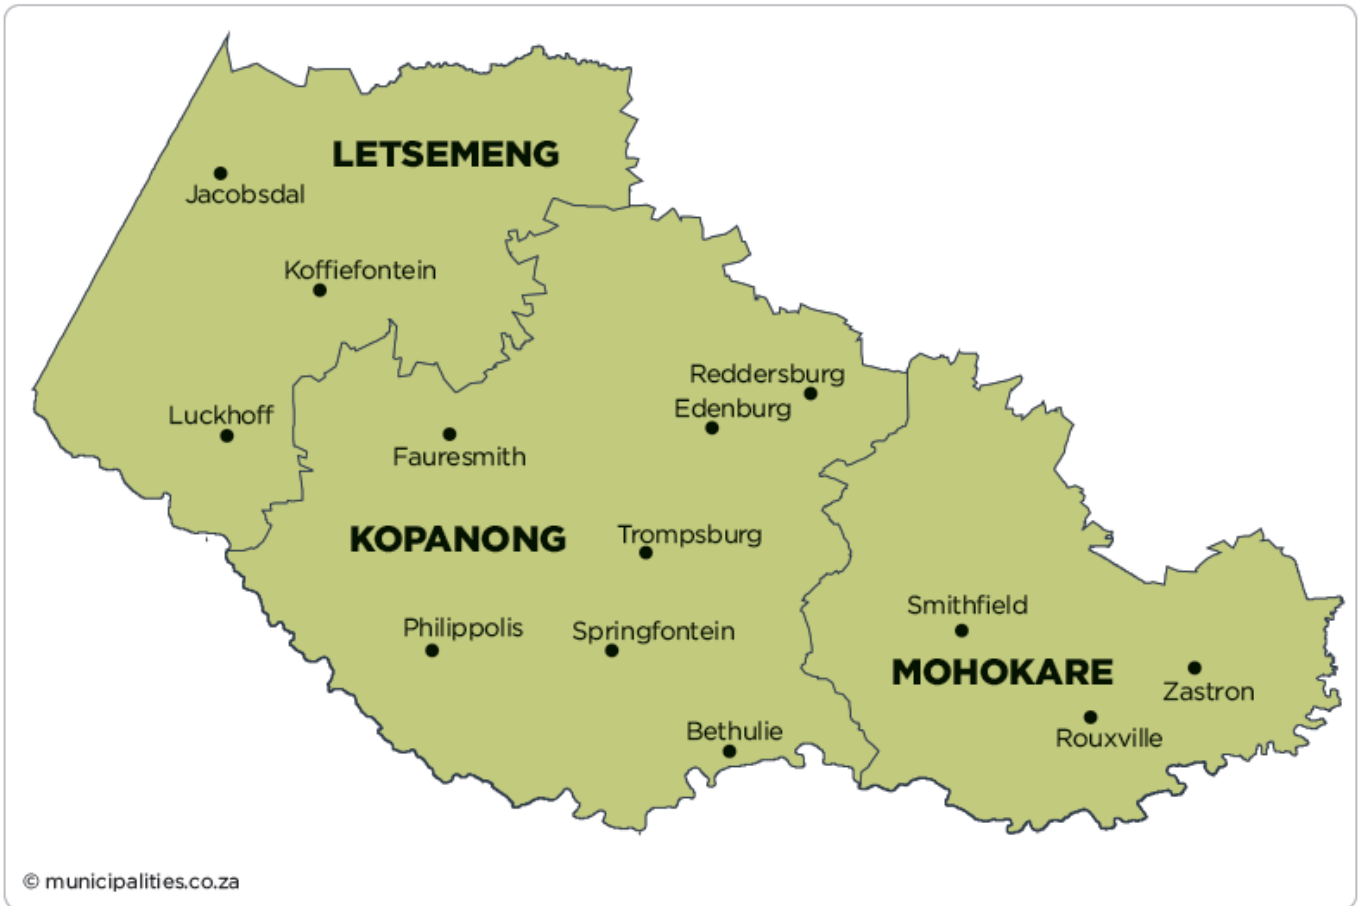 LETSEMENG
Jacobsdal
Koffiefontein
Reddersburg
Edenburg
Luckhoff
Fauresmith
KOPANONG
Trompsburg
Smithfield
Philippolis
Springfontein
MOHOKARE
Zastron
Bethulie
Rouxville
© municipalities.co.za